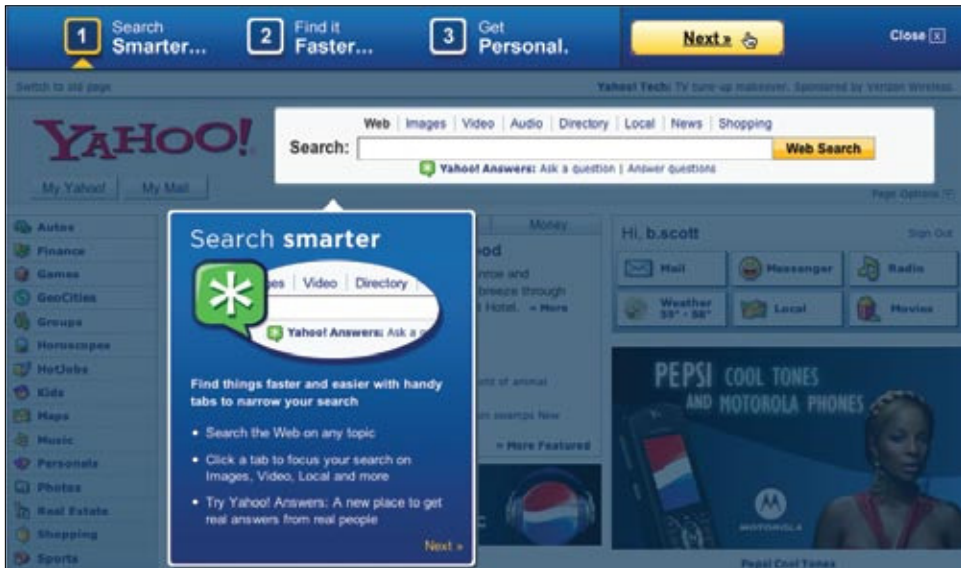 1 Search Smarter...
2 Find it Faster...
3 Get Personal.
Next »
Close x
Switch to old page
Yahoo! Tech: TV tune-up makeover. Sponsored by Verizon Wireless.
YAHOO!
Web | Images | Video | Audio | Directory | Local | News | Shopping
Search:
Web Search
Yahoo! Answers: Ask a question | Answer questions
My Yahoo!
My Mail
Page Options
Autos
Finance
Games
GeoCities
Groups
Horoscopes
HotJobs
Kids
Maps
Music
Personals
Photos
Real Estate
Shopping
Sports
Search smarter
Video | Directory
Yahoo! Answers: Ask a
Find things faster and easier with handy
tabs to narrow your search
• Search the Web on any topic
• Click a tab to focus your search on
Images, Video, Local and more
• Try Yahoo! Answers: A new place to get
real answers from real people
Next »
Money
and
breeze through
Hotel. » More
of animal
swamps New
» More Featured
Hi, b.scott
Sign Out
Mail
Messenger
Radio
Weather
Local
Movies
PEPSI COOL TONES
AND MOTOROLA PHONES
MOTOROLA
Pepsi Cool Tones